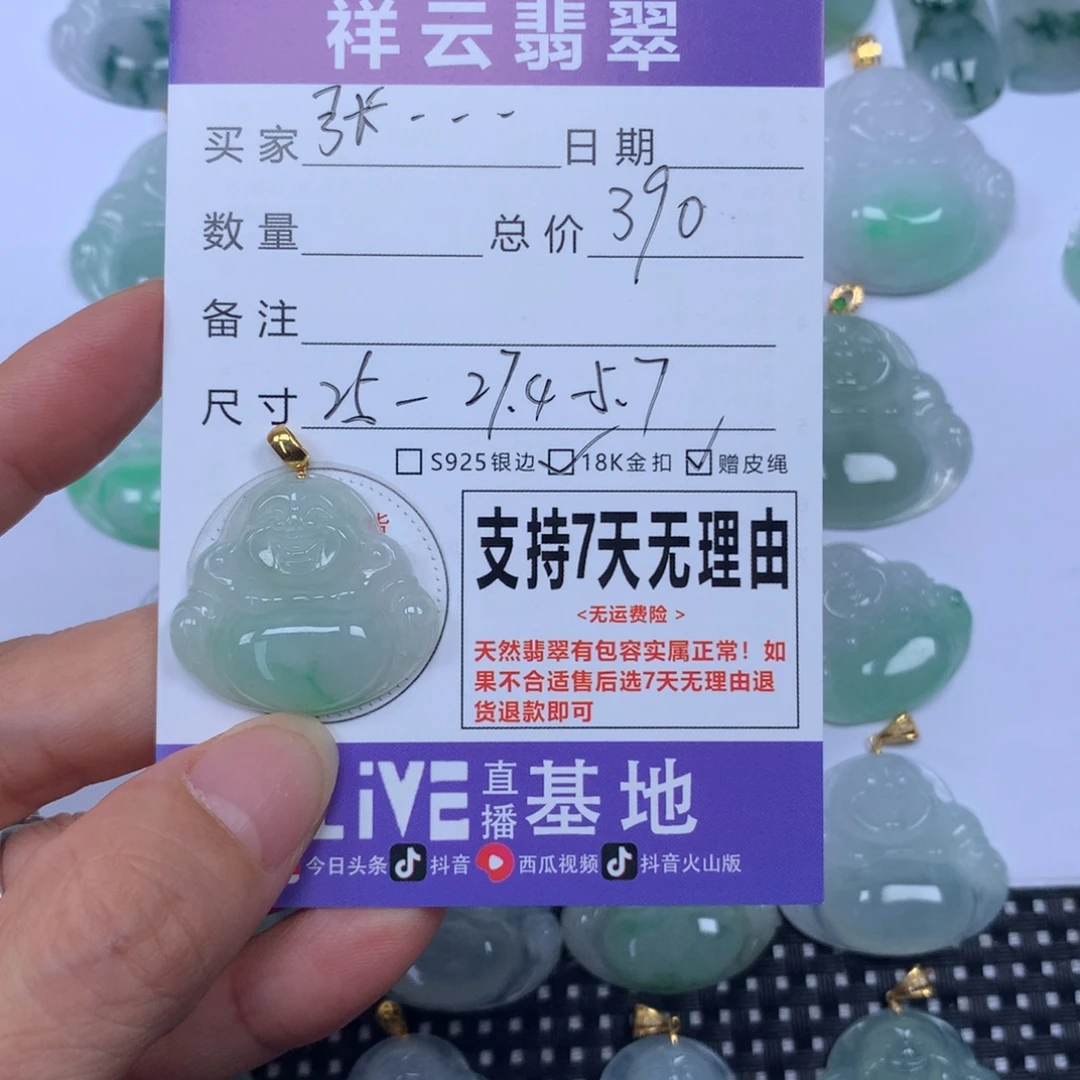 祥云翡翠
买家 张--- 日期
数量 总价 390
备注
尺寸 25-27.4-5.7
S925银边 18K金扣 赠皮绳
支持7天无理由
<无运费险>
天然翡翠有包容实属正常！如
果不合适售后选7天无理由退
货退款即可
LiVE直播基地
今日头条 抖音 西瓜视频 抖音火山版